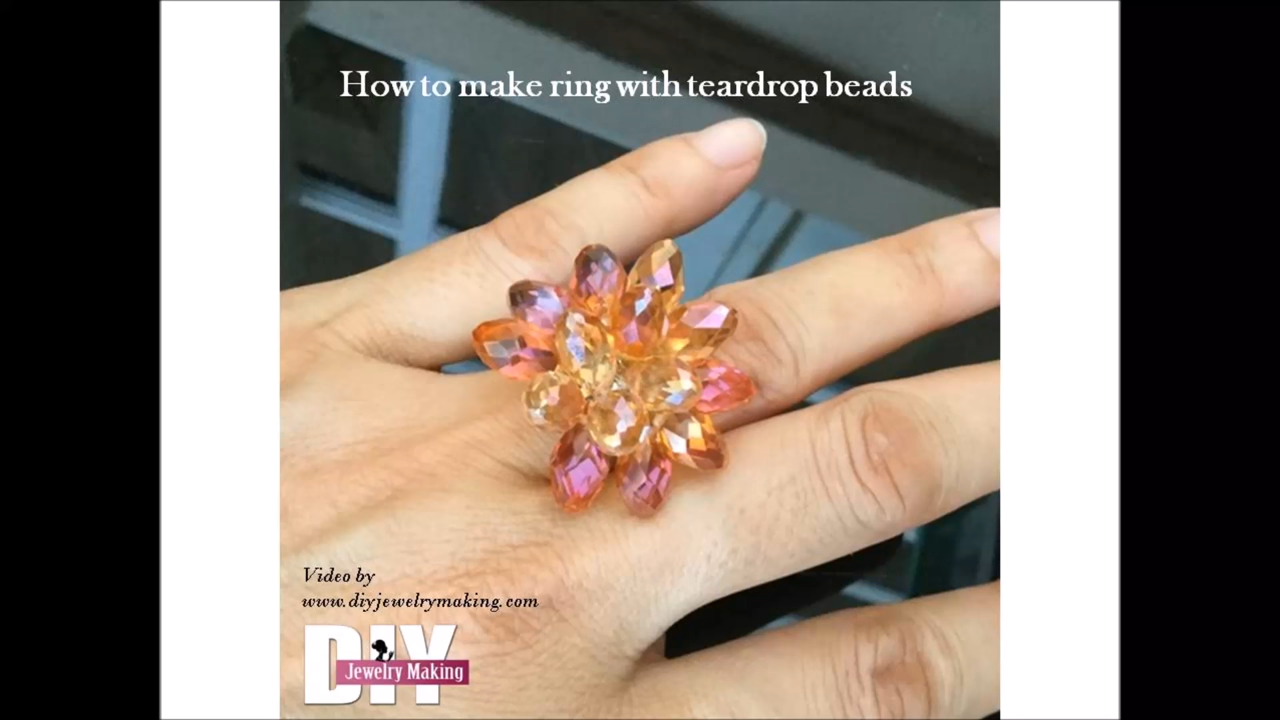 How to make ring with teardrop beads
Video by
www.diyjewelrymaking.com
DIY
Jewelry Making